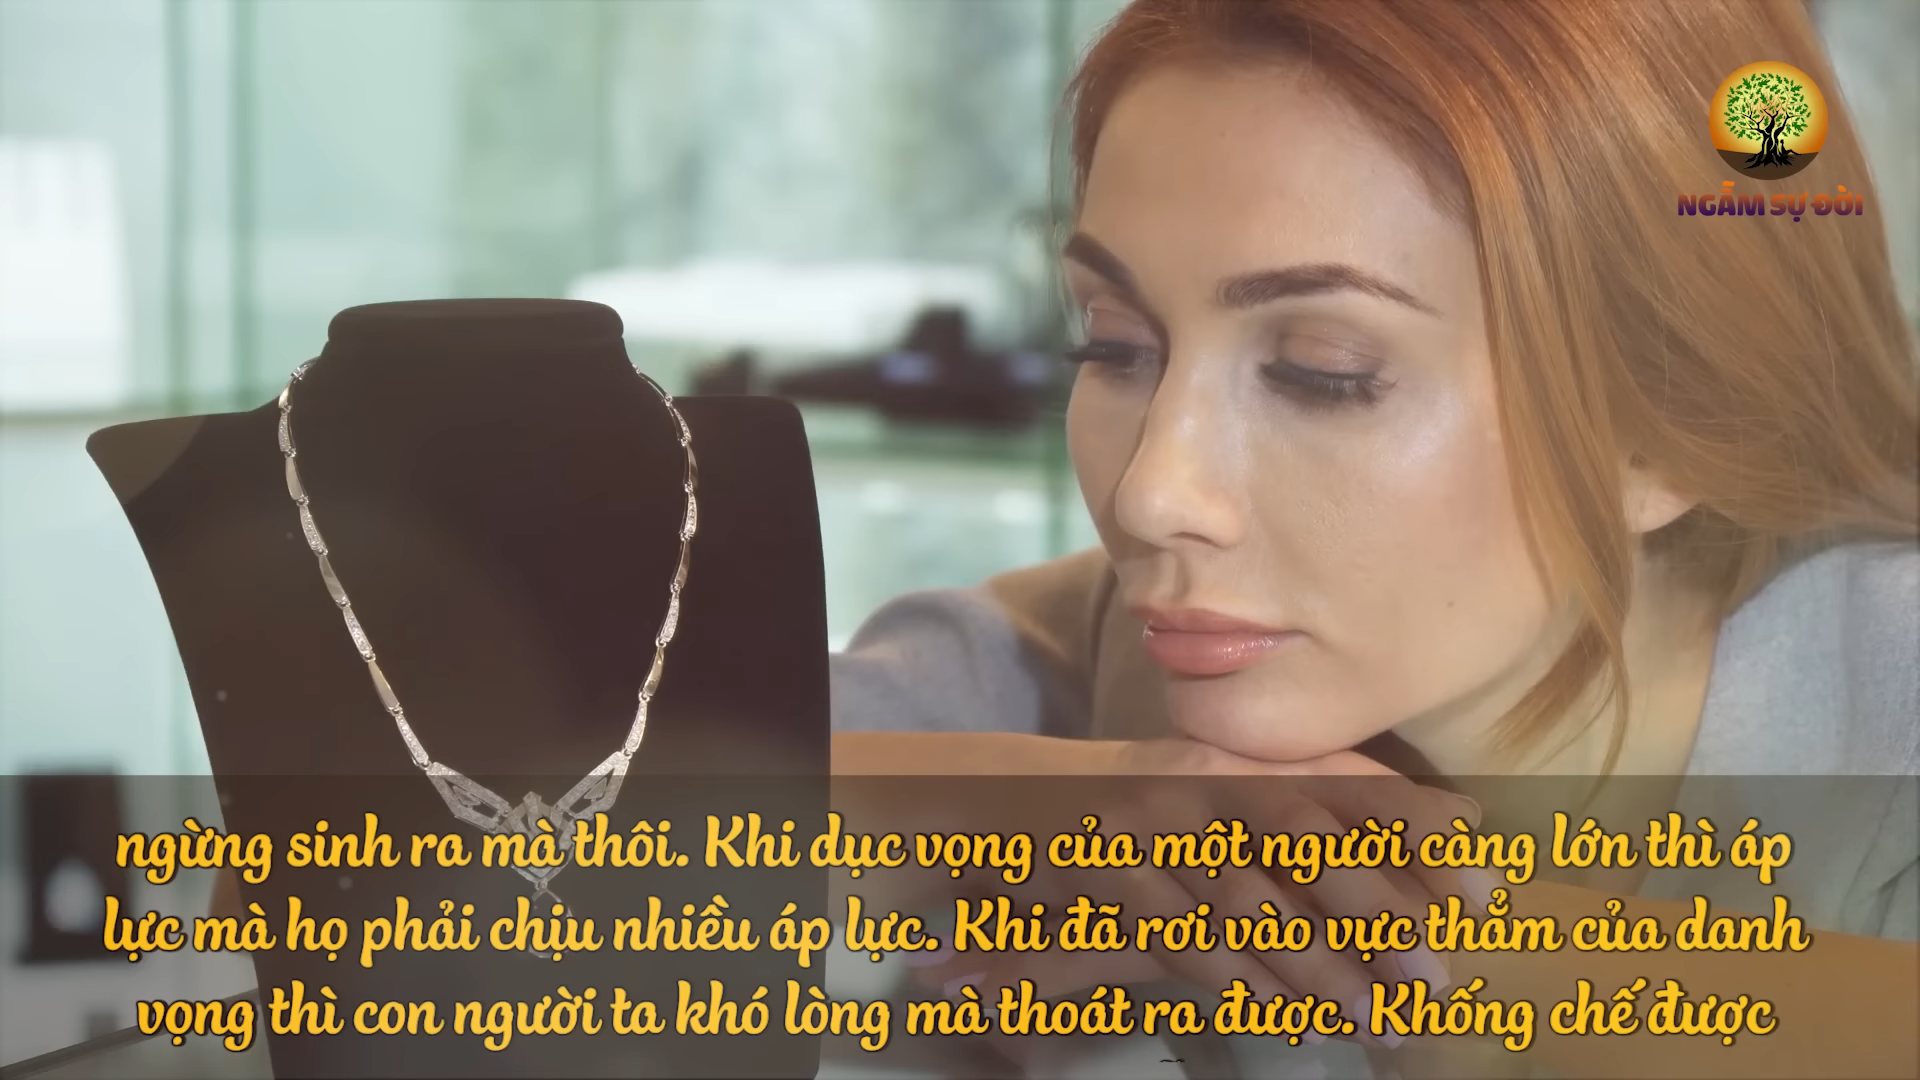 NGẪM SỰ ĐỜI
ngừng sinh ra mà thôi. Khi dục vọng của một người càng lớn thì áp
lực mà họ phải chịu nhiều áp lực. Khi đã rơi vào vực thẳm của danh
vọng thì con người ta khó lòng mà thoát ra được. Khống chế được